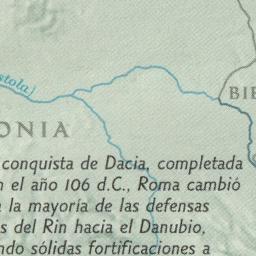 stola)
BIE
ONIA
conquista de Dacia, completada
n el año 106 d.C., Roma cambió
a la mayoría de las defensas
s del Rin hacia el Danubio,
ndo sólidas fortificaciones a